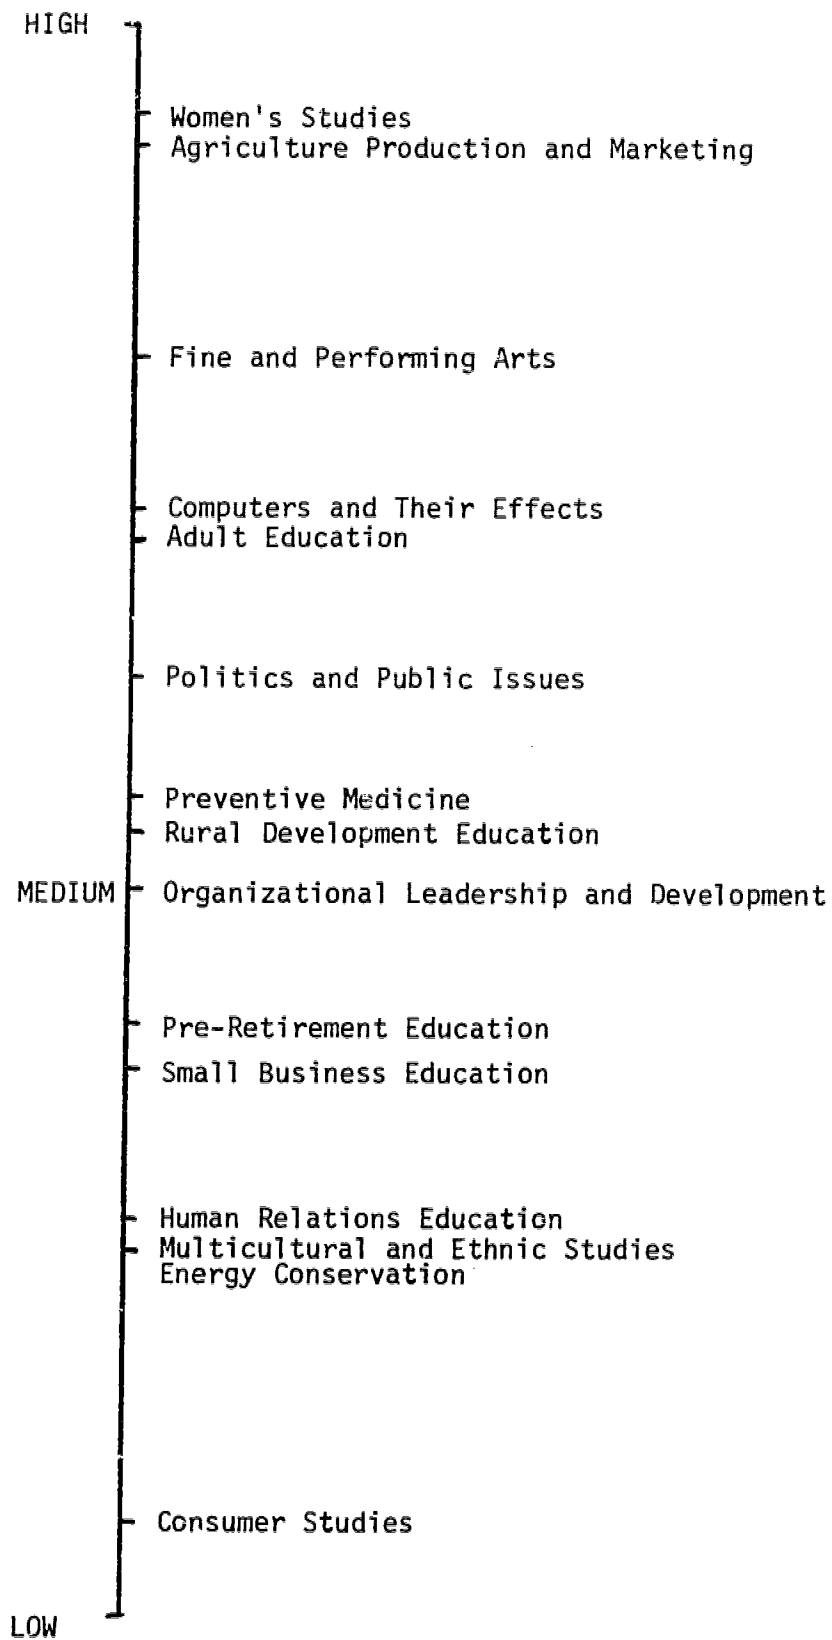 HIGH
Women's Studies
Agriculture Production and Marketing
Fine and Performing Arts
Computers and Their Effects
Adult Education
Politics and Public Issues
Preventive Medicine
Rural Development Education
MEDIUM Organizational Leadership and Development
Pre-Retirement Education
Small Business Education
Human Relations Education
Multicultural and Ethnic Studies
Energy Conservation
Consumer Studies
LOW